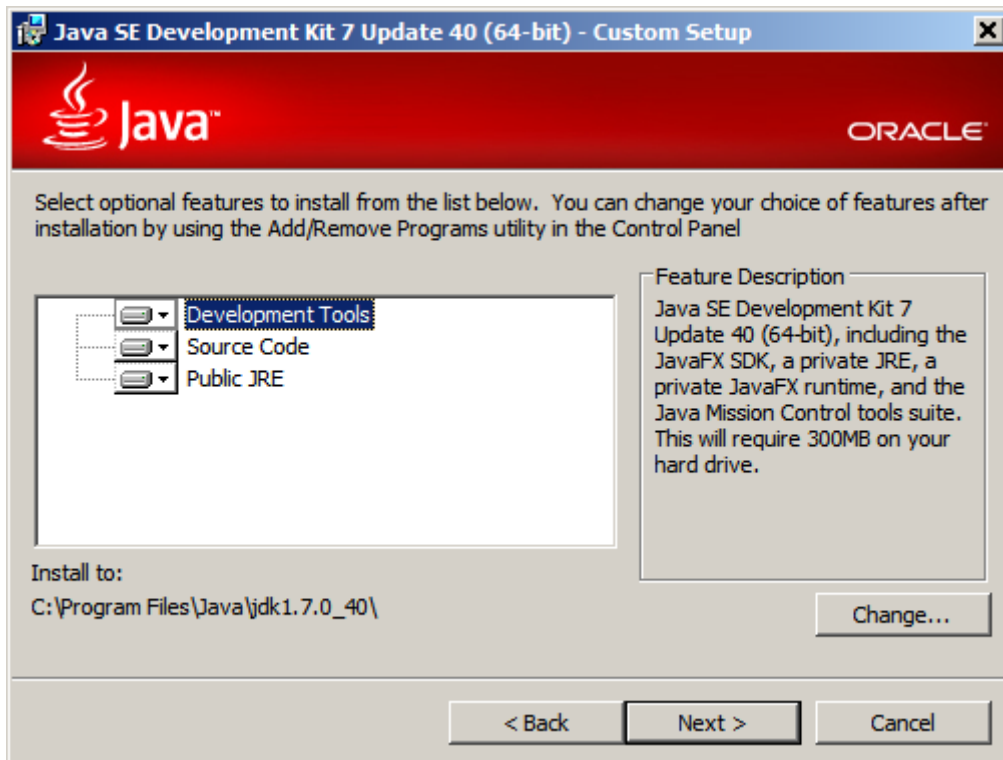 Java SE Development Kit 7 Update 40 (64-bit) - Custom Setup
Java™
ORACLE®
Select optional features to install from the list below. You can change your choice of features after
installation by using the Add/Remove Programs utility in the Control Panel
Development Tools
Source Code
Public JRE
Feature Description
Java SE Development Kit 7
Update 40 (64-bit), including the
JavaFX SDK, a private JRE, a
private JavaFX runtime, and the
Java Mission Control tools suite.
This will require 300MB on your
hard drive.
Install to:
C:\Program Files\Java\jdk1.7.0_40\
Change...
< Back
Next >
Cancel